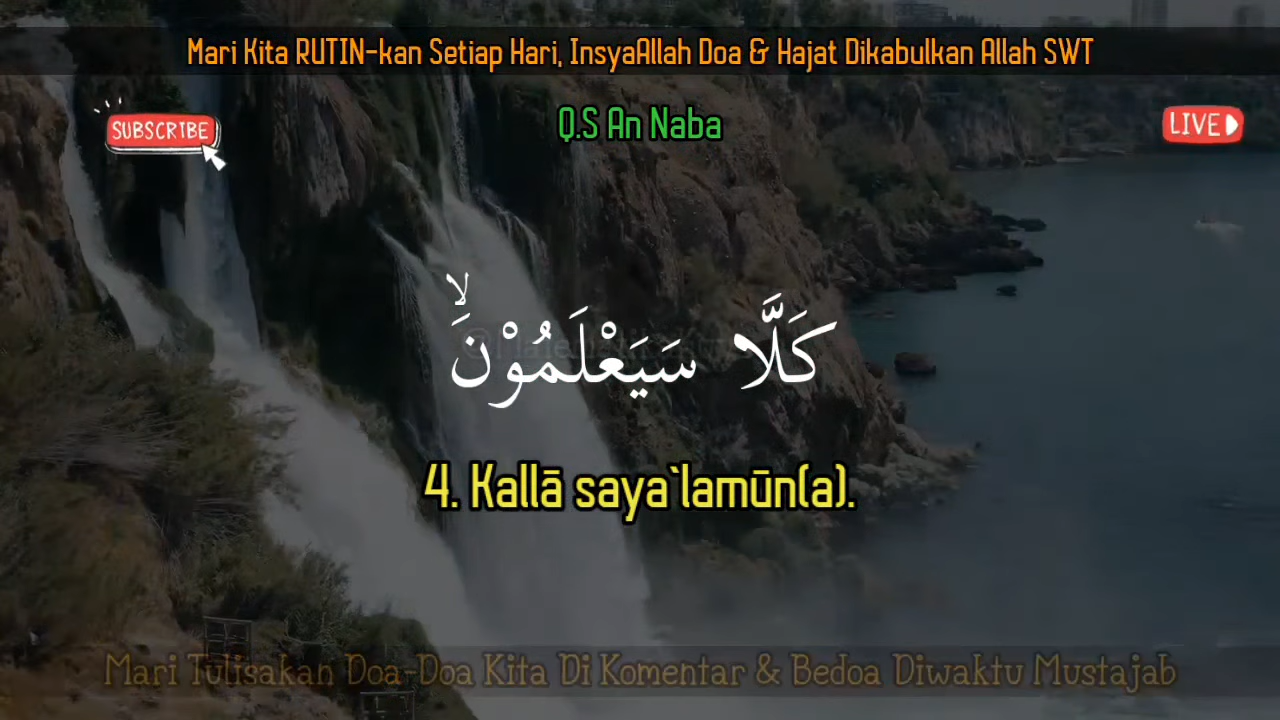 Mari Kita RUTIN-kan Setiap Hari, InsyaAllah Doa & Hajat Dikabulkan Allah SWT
SUBSCRIBE
Q.S An Naba
LIVE
كَلَّا سَيَعْلَمُوْنَۙ
4. Kallā saya`lamūn(a).
Mari Tulisakan Doa-Doa Kita Di Komentar & Bedoa Diwaktu Mustajab